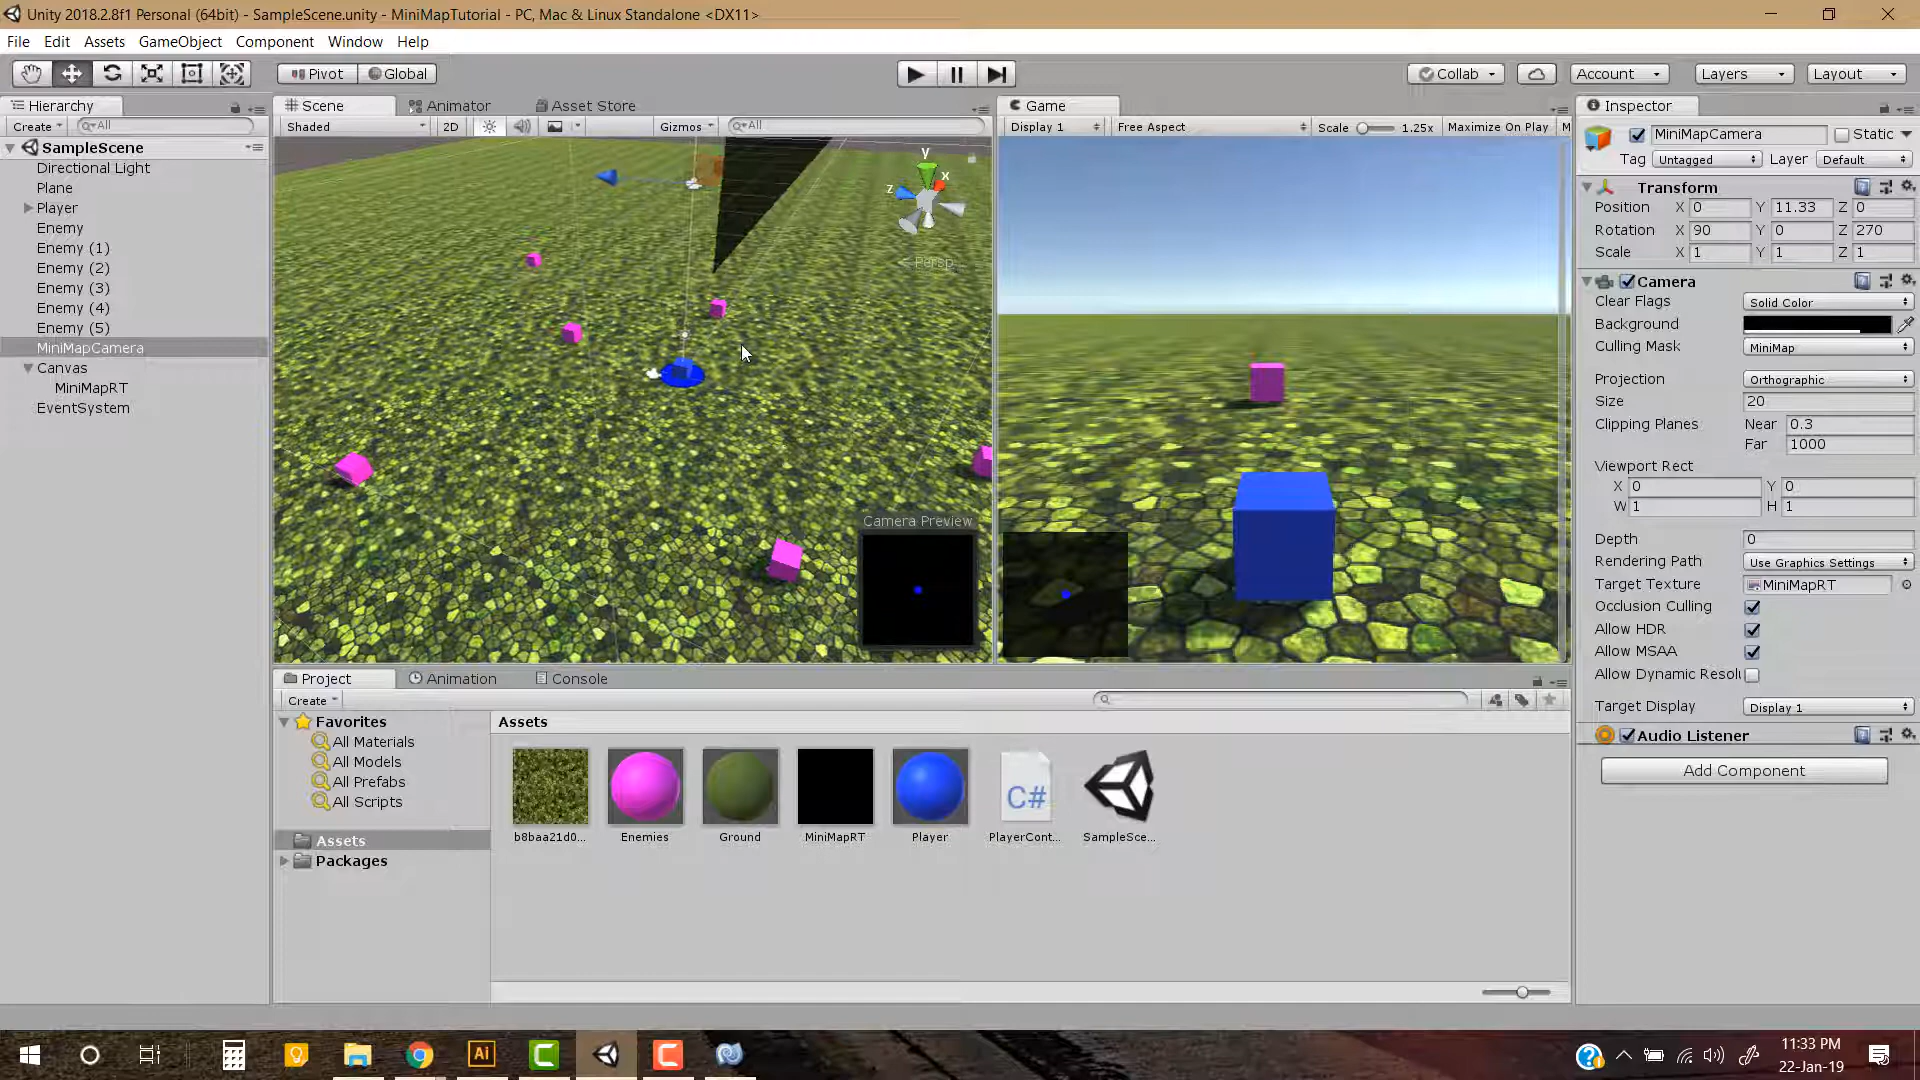 Unity 2018.2.8f1 Personal (64bit) - SampleScene.unity - MiniMapTutorial - PC, Mac & Linux Standalone <DX11>
File Edit Assets GameObject Component Window Help
Pivot Global
Collab
Account
Layers
Layout
Hierarchy
Create
All
SampleScene
Directional Light
Plane
Player
Enemy
Enemy (1)
Enemy (2)
Enemy (3)
Enemy (4)
Enemy (5)
MiniMapCamera
Canvas
MiniMapRT
EventSystem
Scene Animator Asset Store
Shaded 2D Gizmos All
y
x
z
Persp
Camera Preview
Game
Display 1 Free Aspect Scale 1.25x Maximize On Play M
Inspector
MiniMapCamera Static
Tag Untagged Layer Default
Transform
Position X 0 Y 11.33 Z 0
Rotation X 90 Y 0 Z 270
Scale X 1 Y 1 Z 1
Camera
Clear Flags Solid Color
Background
Culling Mask MiniMap
Projection Orthographic
Size 20
Clipping Planes Near 0.3
Far 1000
Viewport Rect
X 0 Y 0
W 1 H 1
Depth 0
Rendering Path Use Graphics Settings
Target Texture MiniMapRT
Occlusion Culling
Allow HDR
Allow MSAA
Allow Dynamic Resol
Target Display Display 1
Audio Listener
Add Component
Project Animation Console
Create
Favorites
All Materials
All Models
All Prefabs
All Scripts
Assets
Packages
Assets
C#
b8baa21d0... Enemies Ground MiniMapRT Player PlayerCont... SampleSce...
Ai
11:33 PM
22-Jan-19